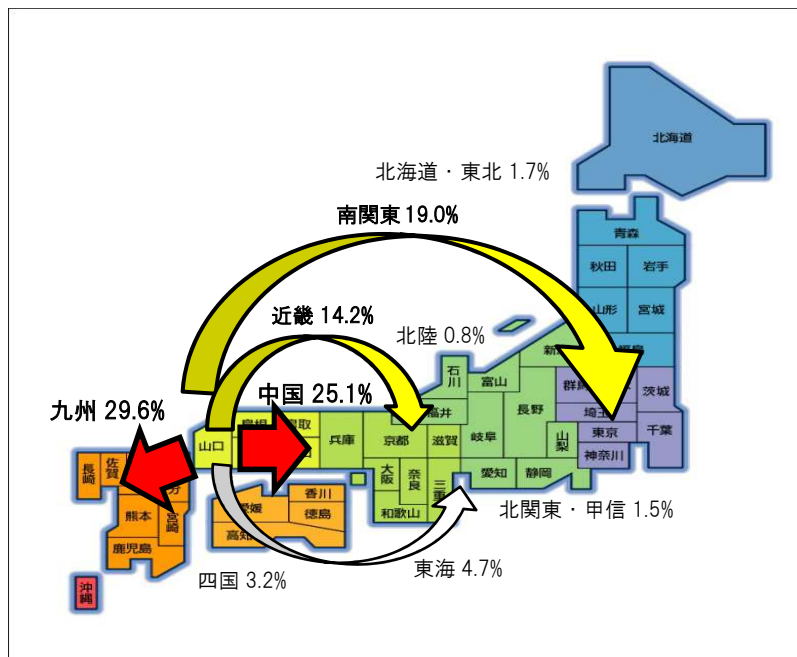 北海道
北海道・東北 1.7%
青森
秋田
岩手
山形
宮城
南関東 19.0%
近畿 14.2%
北陸 0.8%
石川
富山
群馬
茨城
中国 25.1%
福井
長野
埼玉
九州 29.6%
山口
兵庫
京都
滋賀
岐阜
山梨
東京
千葉
神奈川
長崎
佐賀
大阪
奈良
三重
愛知
静岡
熊本
宮崎
愛媛
香川
徳島
和歌山
高知
北関東・甲信 1.5%
鹿児島
四国 3.2%
東海 4.7%
沖縄